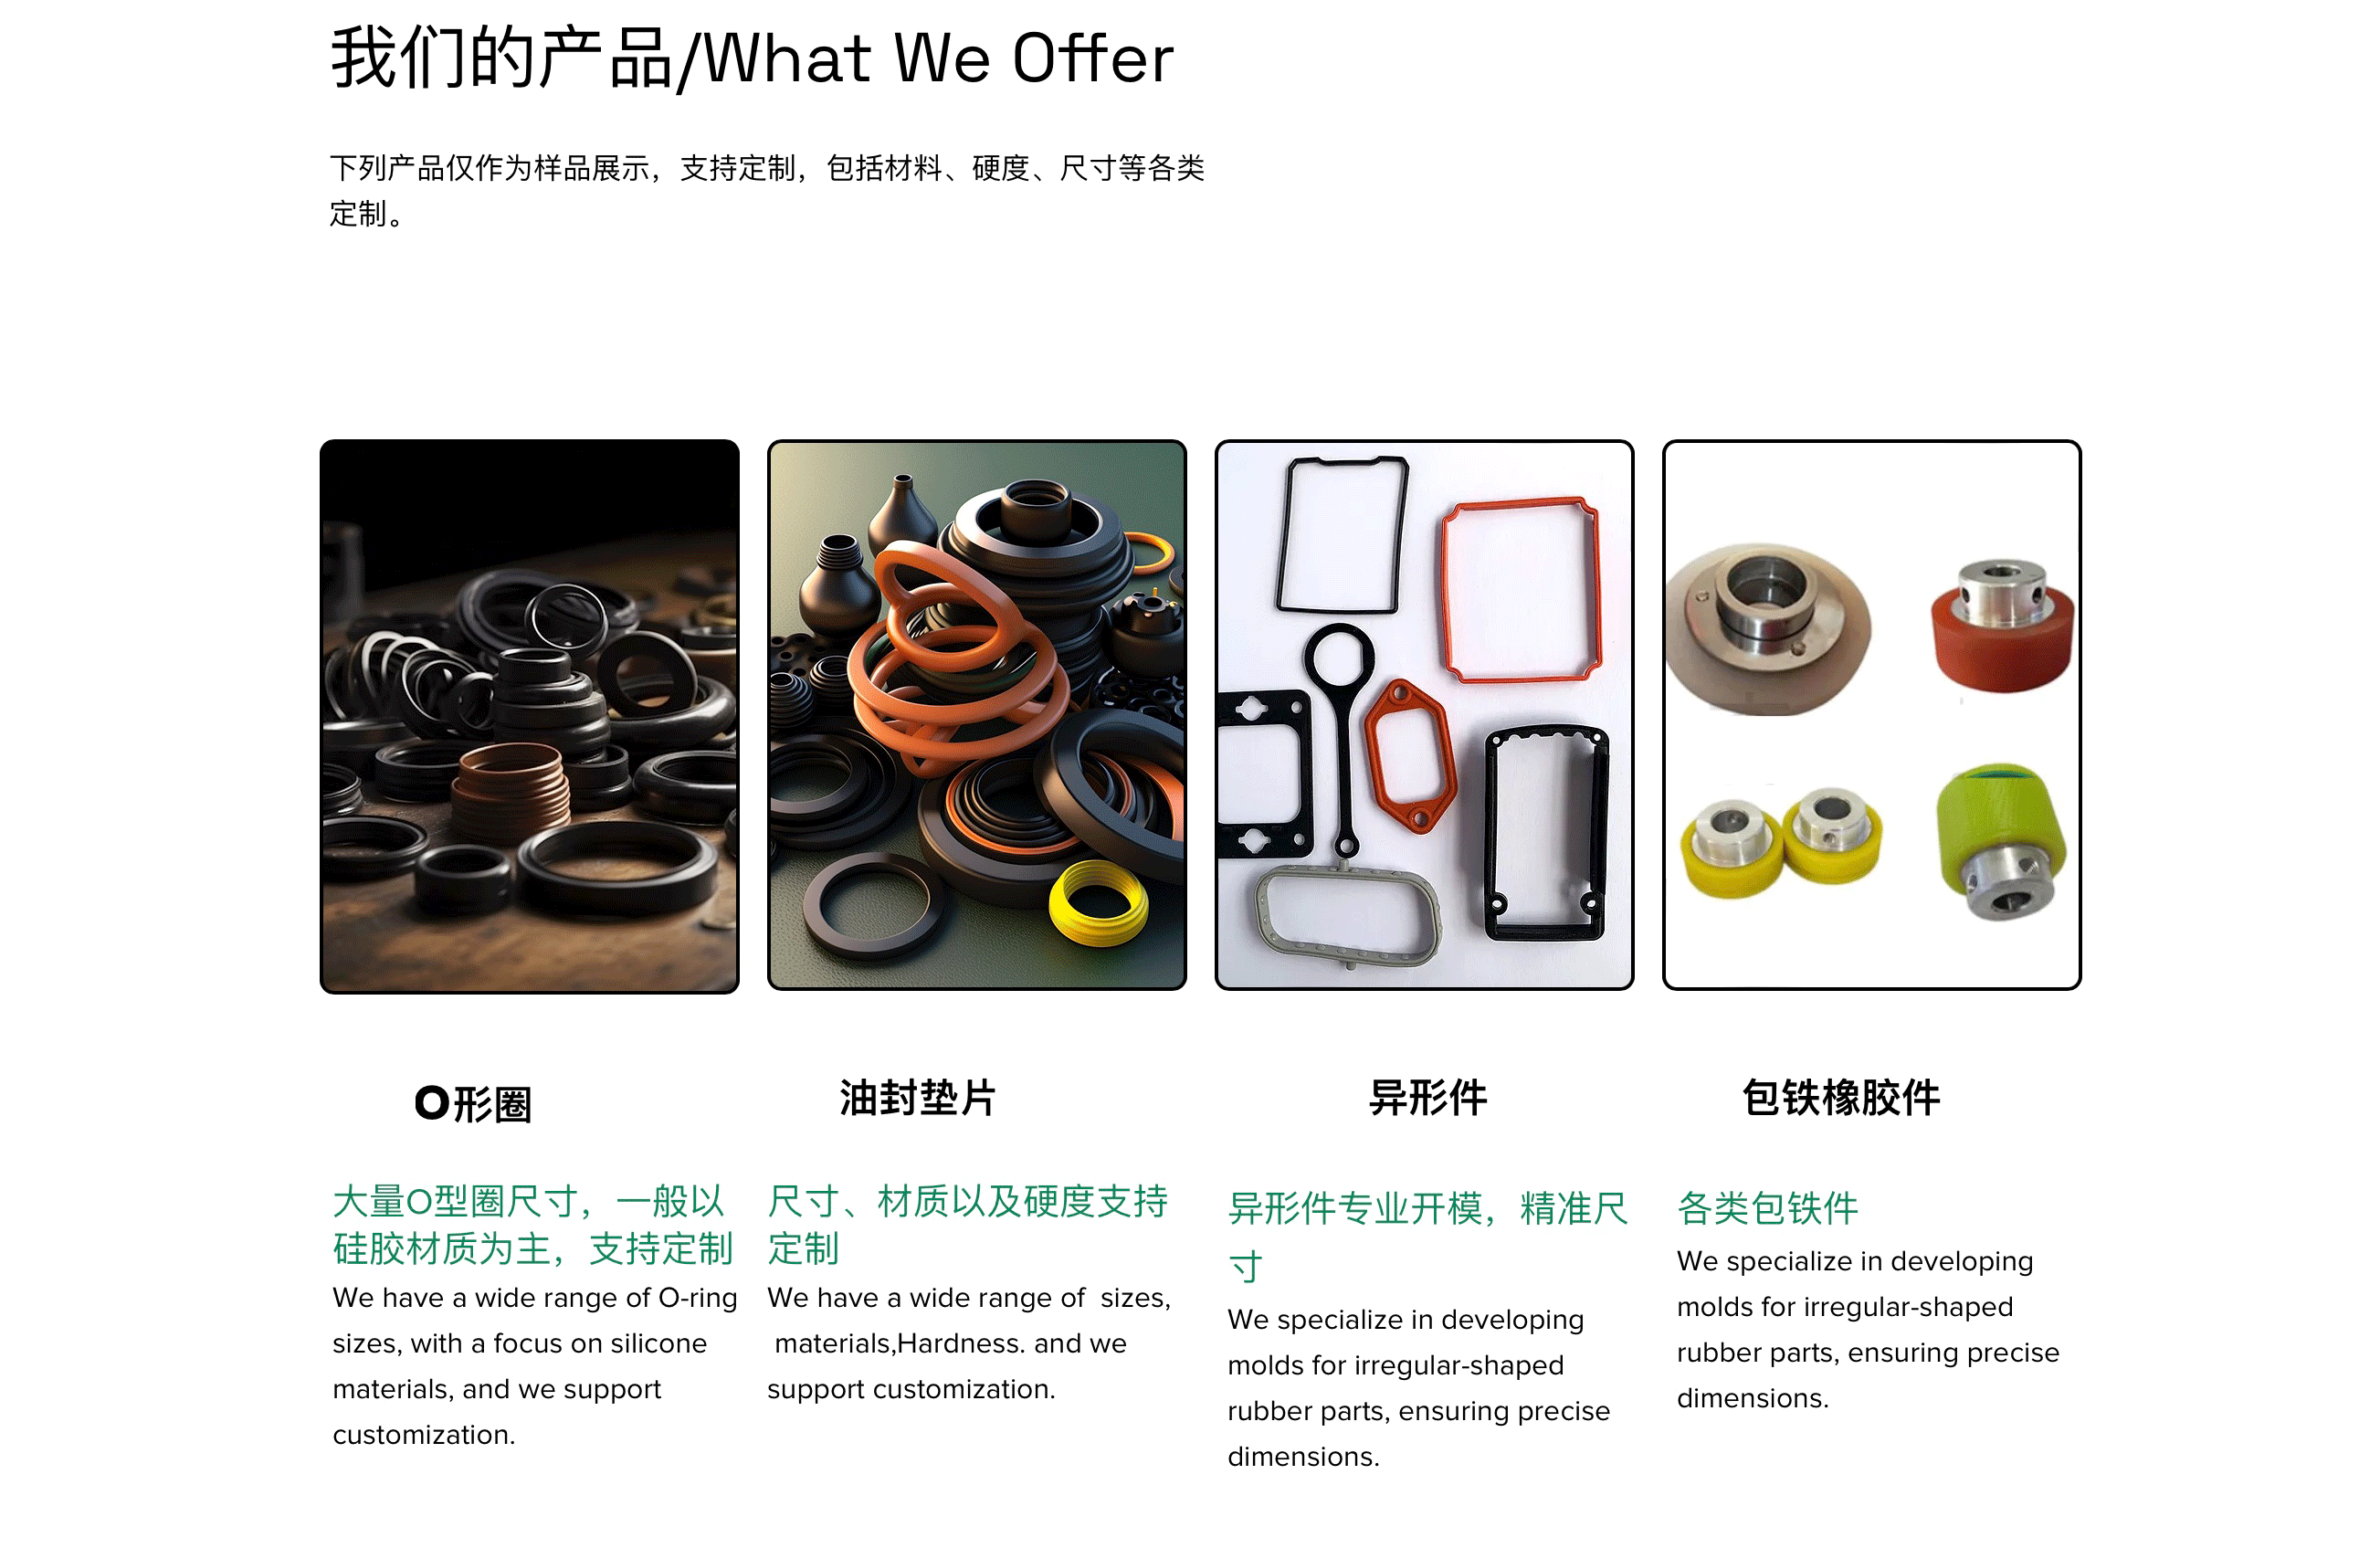 我们的产品/What We Offer
下列产品仅作为样品展示，支持定制，包括材料、硬度、尺寸等各类
定制。
O形圈
大量O型圈尺寸，一般以
硅胶材质为主，支持定制
We have a wide range of O-ring
sizes, with a focus on silicone
materials, and we support
customization.
油封垫片
尺寸、材质以及硬度支持
定制
We have a wide range of  sizes,
materials,Hardness. and we
support customization.
异形件
异形件专业开模，精准尺
寸
We specialize in developing
molds for irregular-shaped
rubber parts, ensuring precise
dimensions.
包铁橡胶件
各类包铁件
We specialize in developing
molds for irregular-shaped
rubber parts, ensuring precise
dimensions.